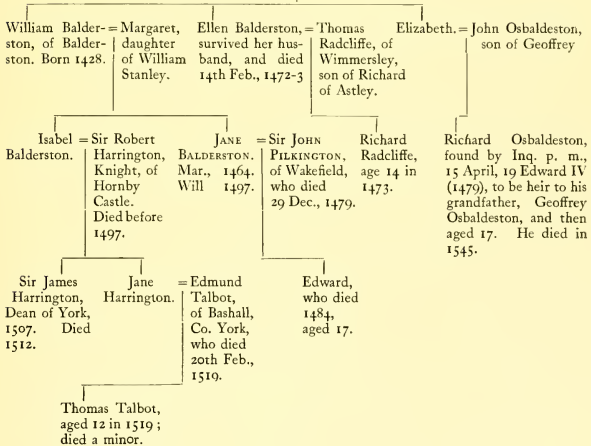 William Balder-
ston, of Balder-
ston. Born 1428.
= Margaret,
daughter
of William
Stanley.
Ellen Balderston,
survived her hus-
band, and died
14th Feb., 1472-3
= Thomas
Radcliffe, of
Wimmersley,
son of Richard
of Astley.
Elizabeth. = John Osbaldeston,
son of Geoffrey
Isabel
Balderston.
= Sir Robert
Harrington,
Knight, of
Hornby
Castle.
Died before
1497.
JANE
BALDERSTON.
Mar., 1464.
Will 1497.
= Sir JOHN
PILKINGTON,
of Wakefield,
who died
29 Dec., 1479.
Richard
Radcliffe,
age 14 in
1473.
Richard Osbaldeston,
found by Inq. p. m.,
15 April, 19 Edward IV
(1479), to be heir to his
grandfather, Geoffrey
Osbaldeston, and then
aged 17. He died in
1545.
Sir James
Harrington,
Dean of York,
1507. Died
1512.
Jane
Harrington.
= Edmund
Talbot,
of Bashall,
Co. York,
who died
20th Feb.,
1519.
Edward,
who died
1484,
aged 17.
Thomas Talbot,
aged 12 in 1519 ;
died a minor.